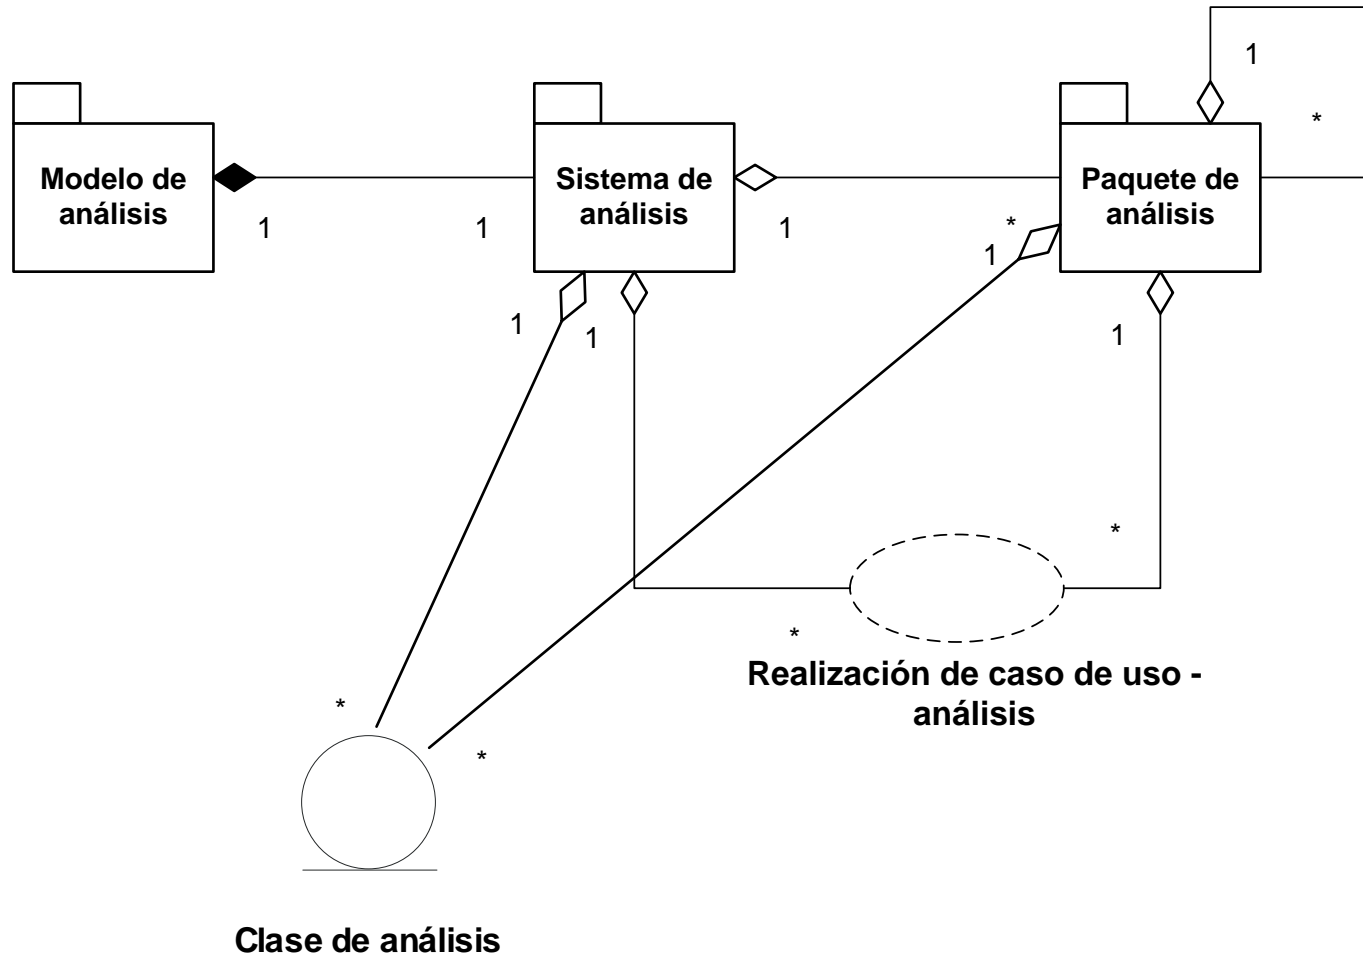 1
*
Modelo de
análisis
Sistema de
análisis
Paquete de
análisis
1
1
1
*
1
1
1
1
*
*
Realización de caso de uso -
análisis
*
*
Clase de análisis